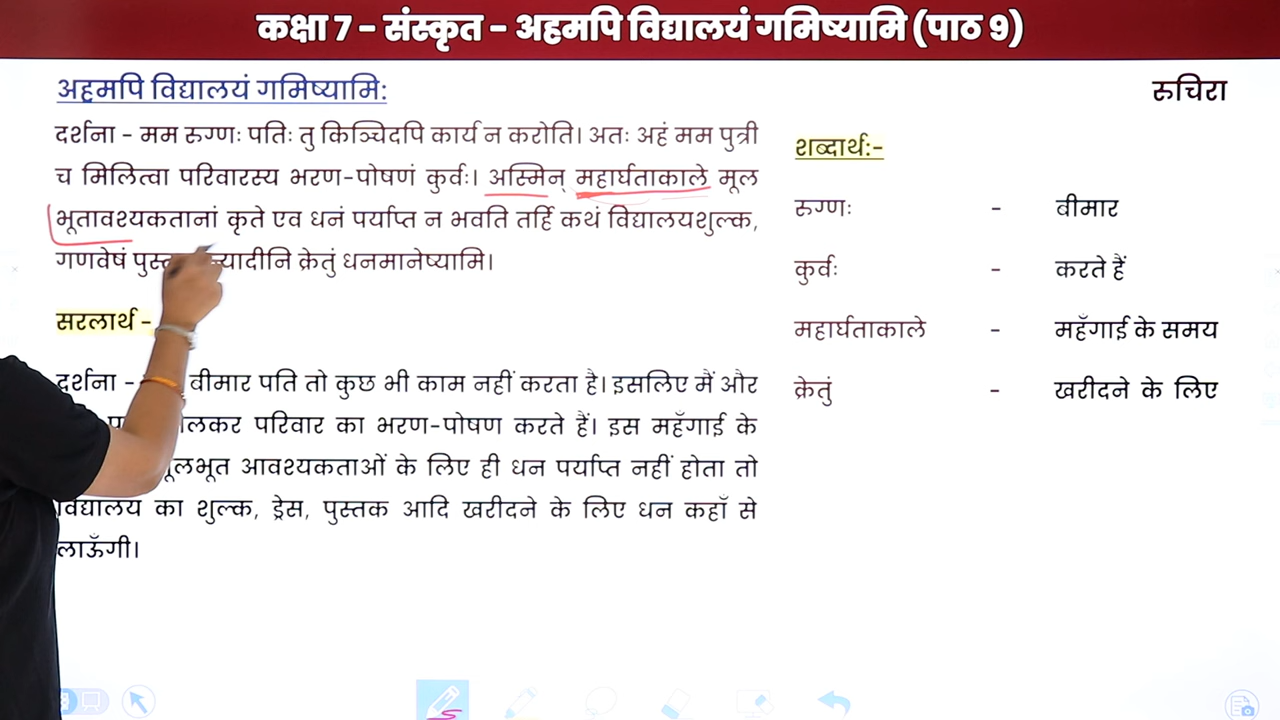 कक्षा 7 - संस्कृत - अहमपि विद्यालयं गमिष्यामि (पाठ 9)
अहमपि विद्यालयं गमिष्यामि:
रुचिरा
दर्शना - मम रुग्णः पतिः तु किञ्चिदपि कार्य न करोति। अतः अहं मम पुत्री
च मिलित्वा परिवारस्य भरण-पोषणं कुर्वः। अस्मिन् महार्घताकाले मूल
भूतावश्यकतानां कृते एव धनं पर्याप्त न भवति तर्हि कथं विद्यालयशुल्क,
गणवेषं क्रेतुं धनमानेष्यामि।
सरलार्थ -
दर्शना - बीमार पति तो कुछ भी काम नहीं करता है। इसलिए मैं और
परिवार का भरण-पोषण करते हैं। इस महँगाई के
आवश्यकताओं के लिए ही धन पर्याप्त नहीं होता तो
विद्यालय का शुल्क, ड्रेस, पुस्तक आदि खरीदने के लिए धन कहाँ से
लाऊँगी।
शब्दार्थ:-
रुग्णः - बीमार
कुर्वः - करते हैं
महार्घताकाले - महँगाई के समय
क्रेतुं - खरीदने के लिए